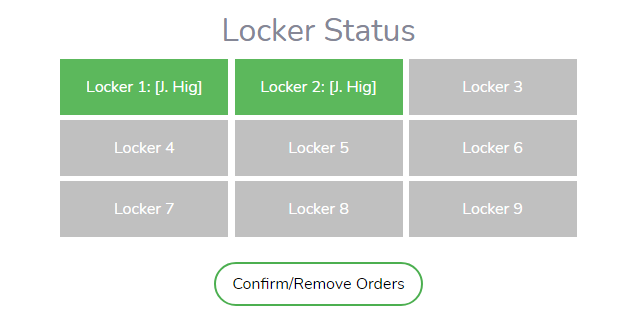 Locker Status
Locker 1: [J. Hig]
Locker 2: [J. Hig]
Locker 3
Locker 4
Locker 5
Locker 6
Locker 7
Locker 8
Locker 9
Confirm/Remove Orders